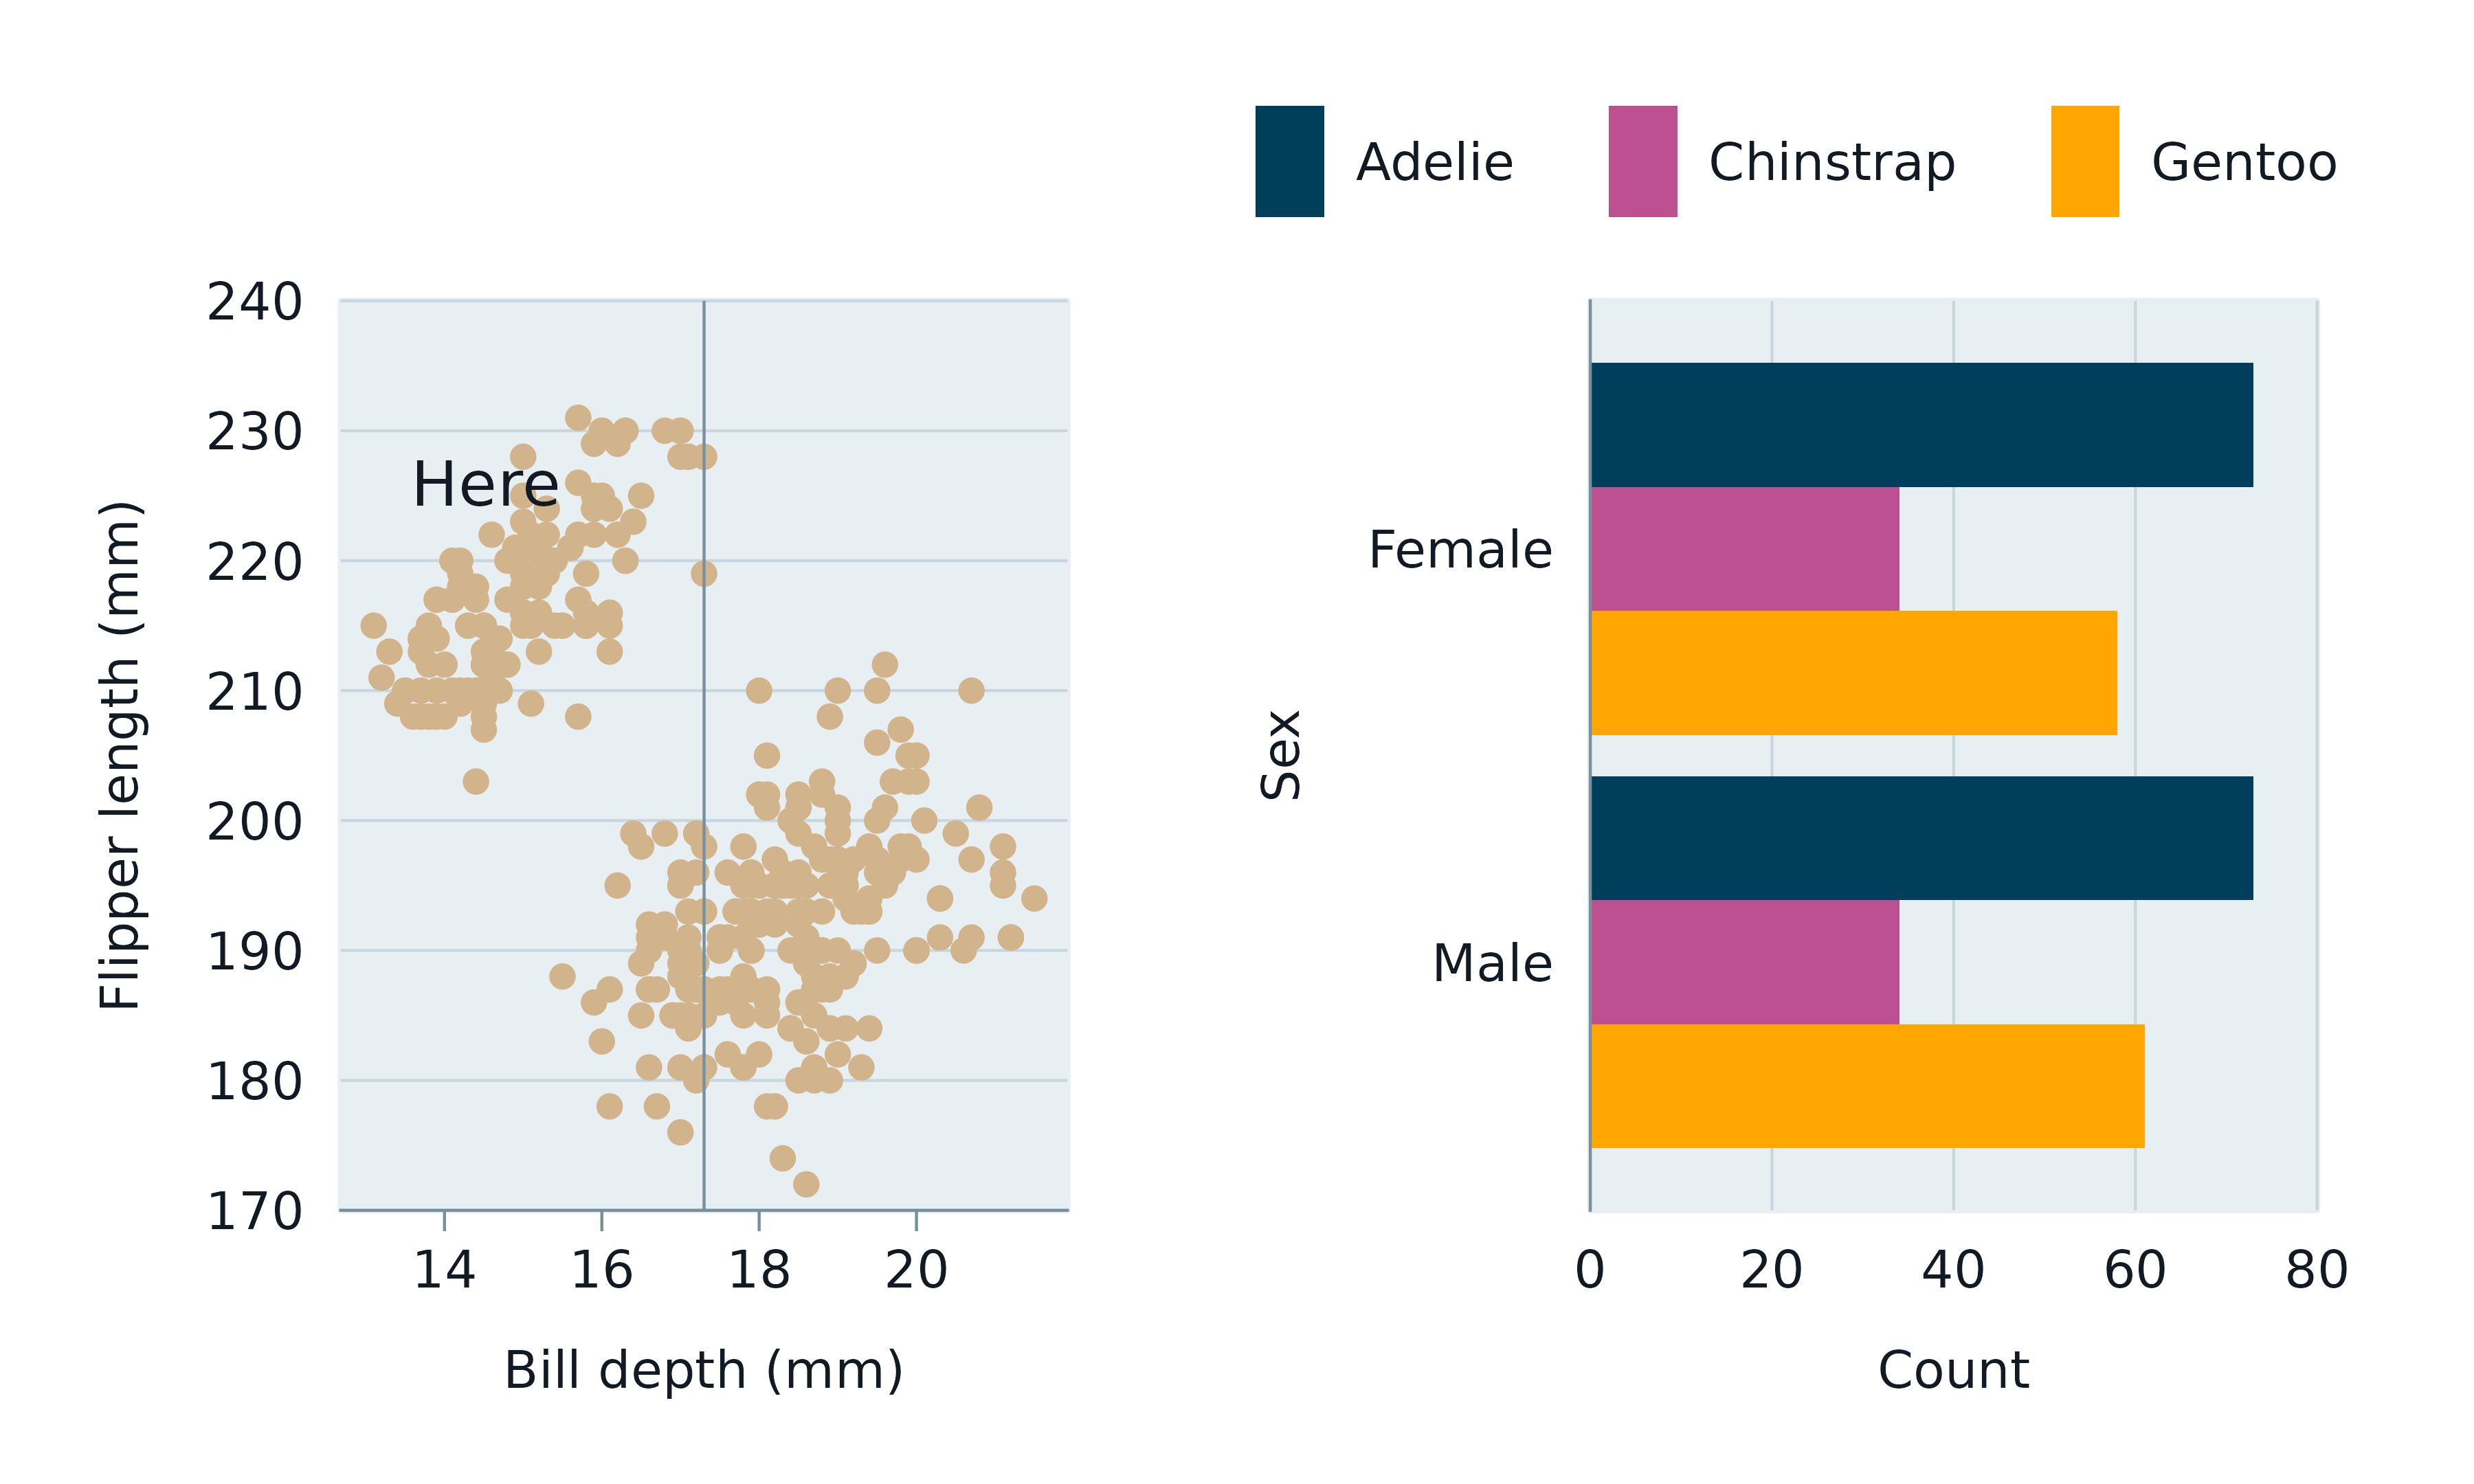 Adelie Chinstrap Gentoo
240
230
220
210
200
190
180
170
Flipper length (mm)
Here
14 16 18 20
Bill depth (mm)
Sex
Female
Male
0 20 40 60 80
Count